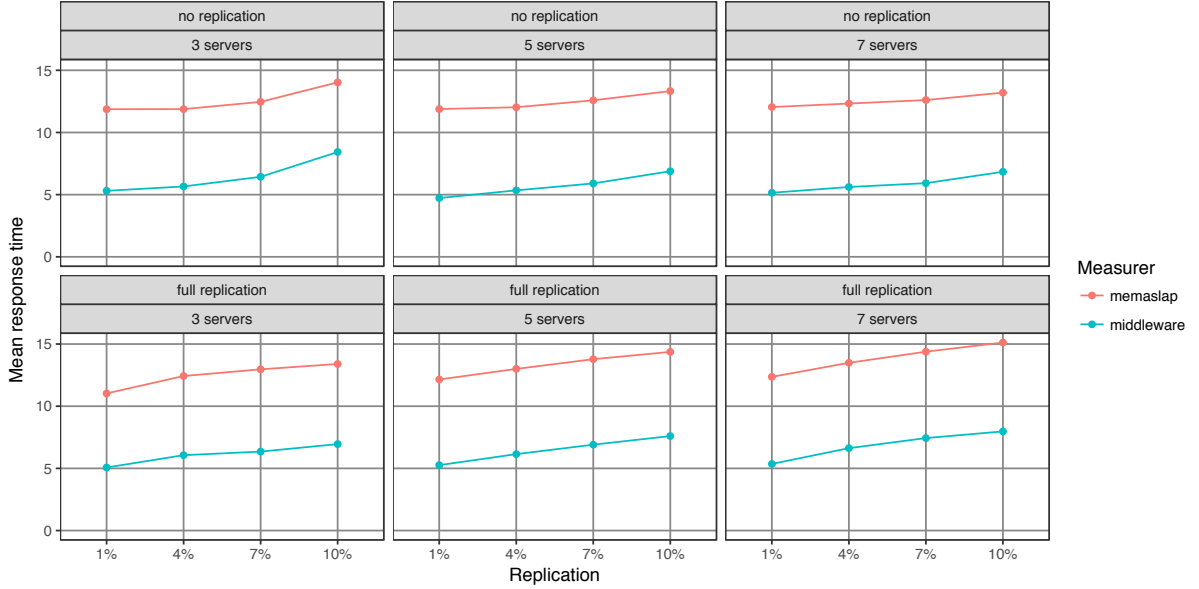 no replication
no replication
no replication
3 servers
5 servers
7 servers
15
10
5
0
full replication
full replication
full replication
3 servers
5 servers
7 servers
15
10
5
0
1%
4%
7%
10%
1%
4%
7%
10%
1%
4%
7%
10%
Replication
Mean response time
Measurer
memaslap
middleware